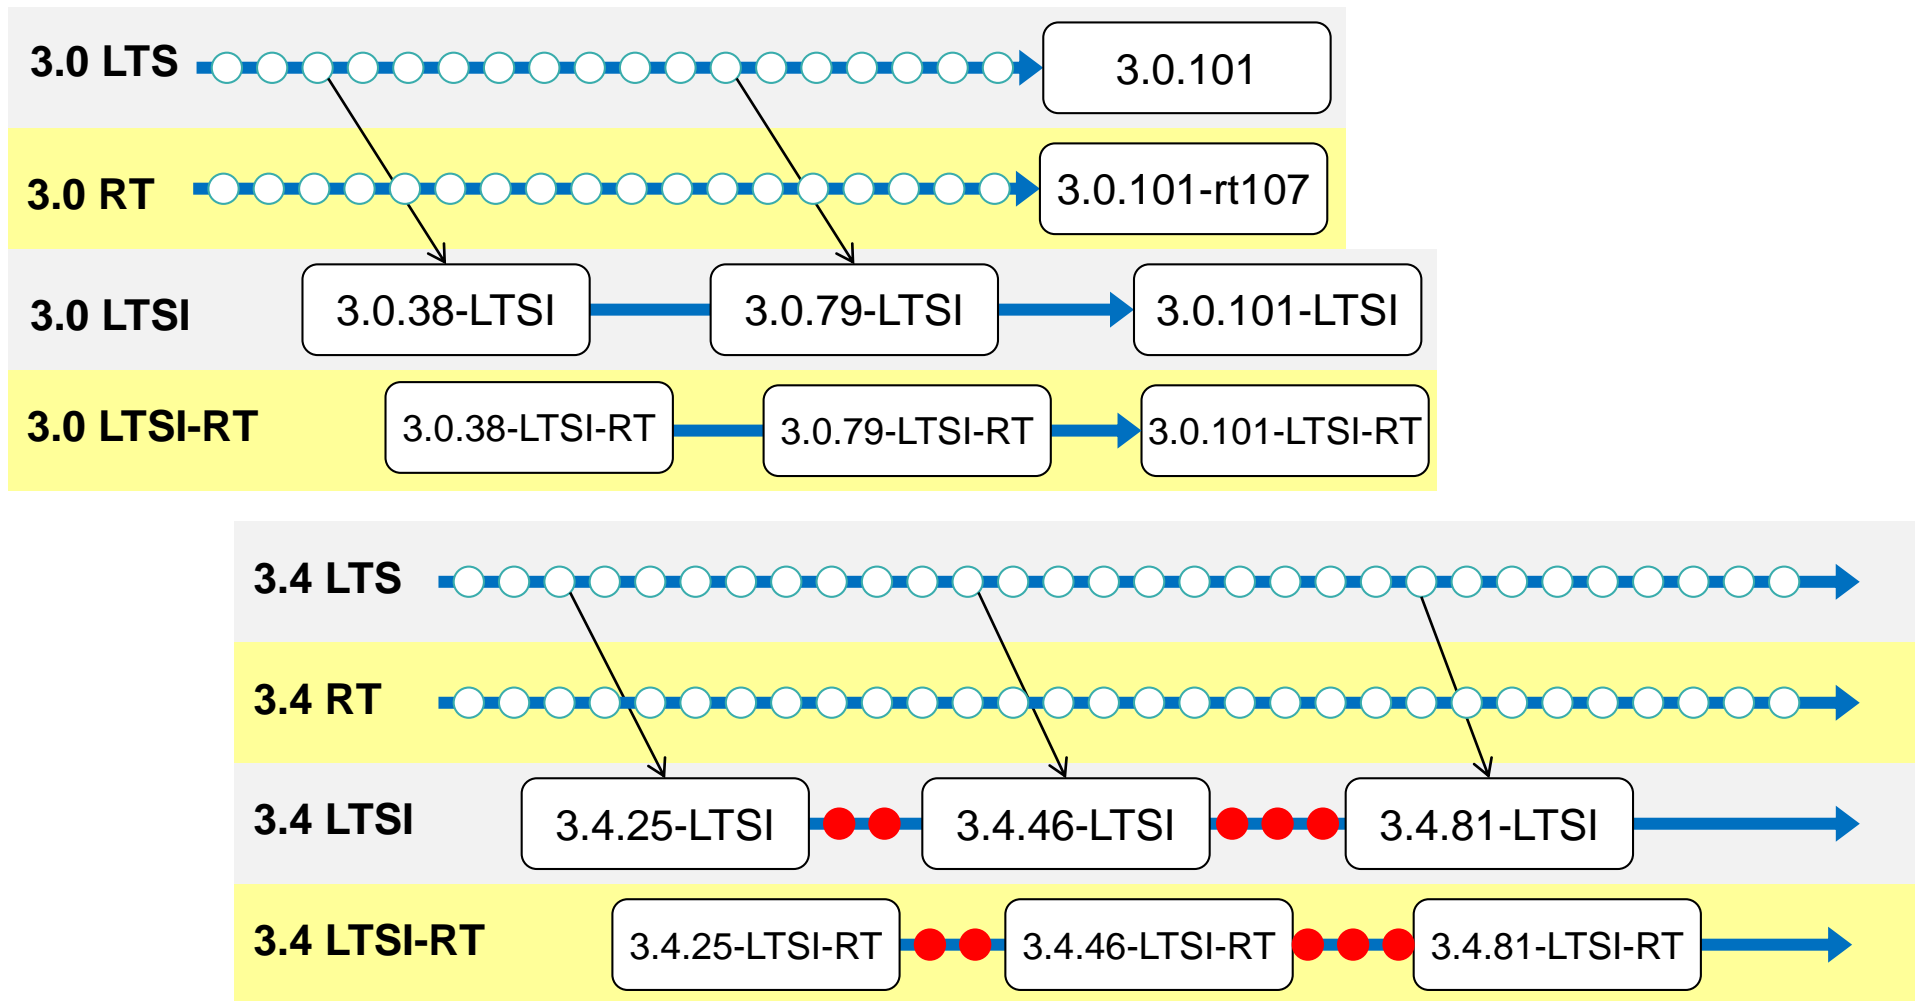 3.0 LTS
3.0.101
3.0 RT
3.0.101-rt107
3.0 LTSI
3.0.38-LTSI
3.0.79-LTSI
3.0.101-LTSI
3.0 LTSI-RT
3.0.38-LTSI-RT
3.0.79-LTSI-RT
3.0.101-LTSI-RT
3.4 LTS
3.4 RT
3.4 LTSI
3.4.25-LTSI
3.4.46-LTSI
3.4.81-LTSI
3.4 LTSI-RT
3.4.25-LTSI-RT
3.4.46-LTSI-RT
3.4.81-LTSI-RT